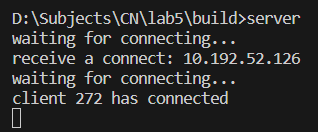 D:\Subjects\CN\lab5\build>server
waiting for connecting...
receive a connect: 10.192.52.126
waiting for connecting...
client 272 has connected